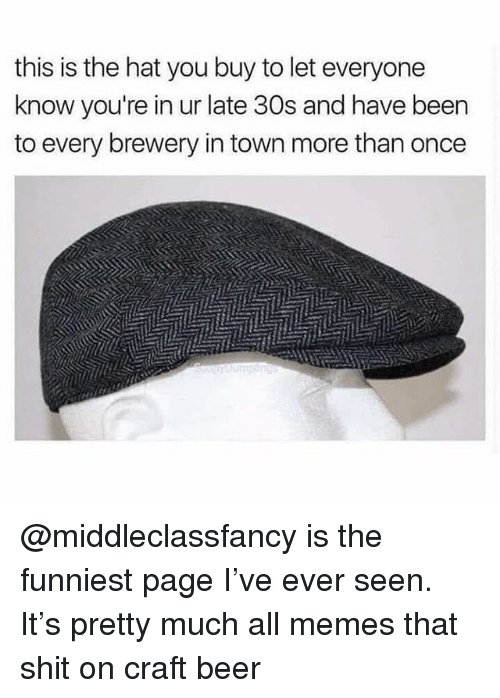 this is the hat you buy to let everyone
know you're in ur late 30s and have been
to every brewery in town more than once
@middleclassfancy is the
funniest page I’ve ever seen.
It’s pretty much all memes that
shit on craft beer